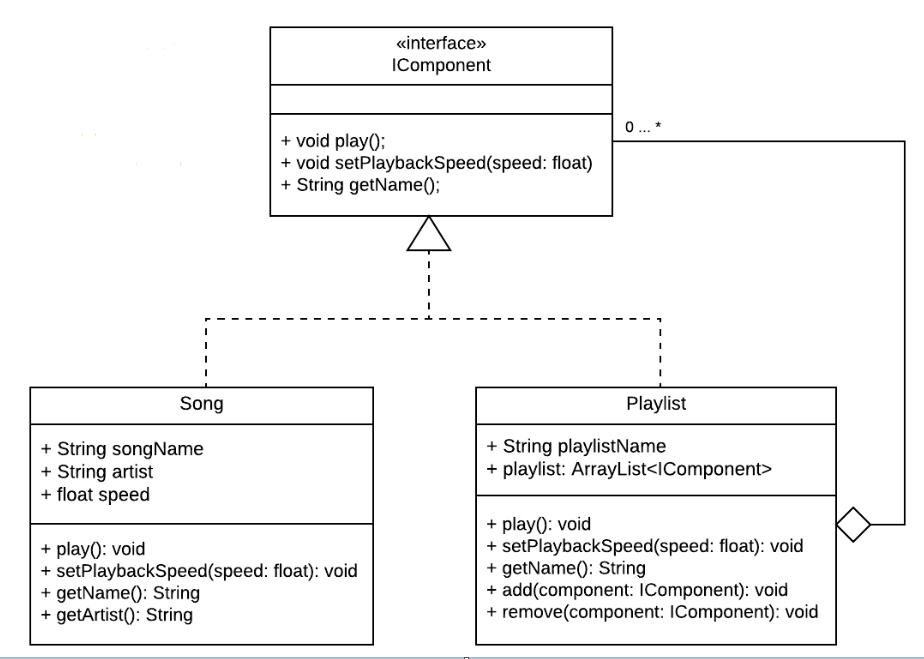 «interface»
IComponent
0 ... *
+ void play();
+ void setPlaybackSpeed(speed: float)
+ String getName();
Song
+ String songName
+ String artist
+ float speed
+ play(): void
+ setPlaybackSpeed(speed: float): void
+ getName(): String
+ getArtist(): String
Playlist
+ String playlistName
+ playlist: ArrayList<IComponent>
+ play(): void
+ setPlaybackSpeed(speed: float): void
+ getName(): String
+ add(component: IComponent): void
+ remove(component: IComponent): void